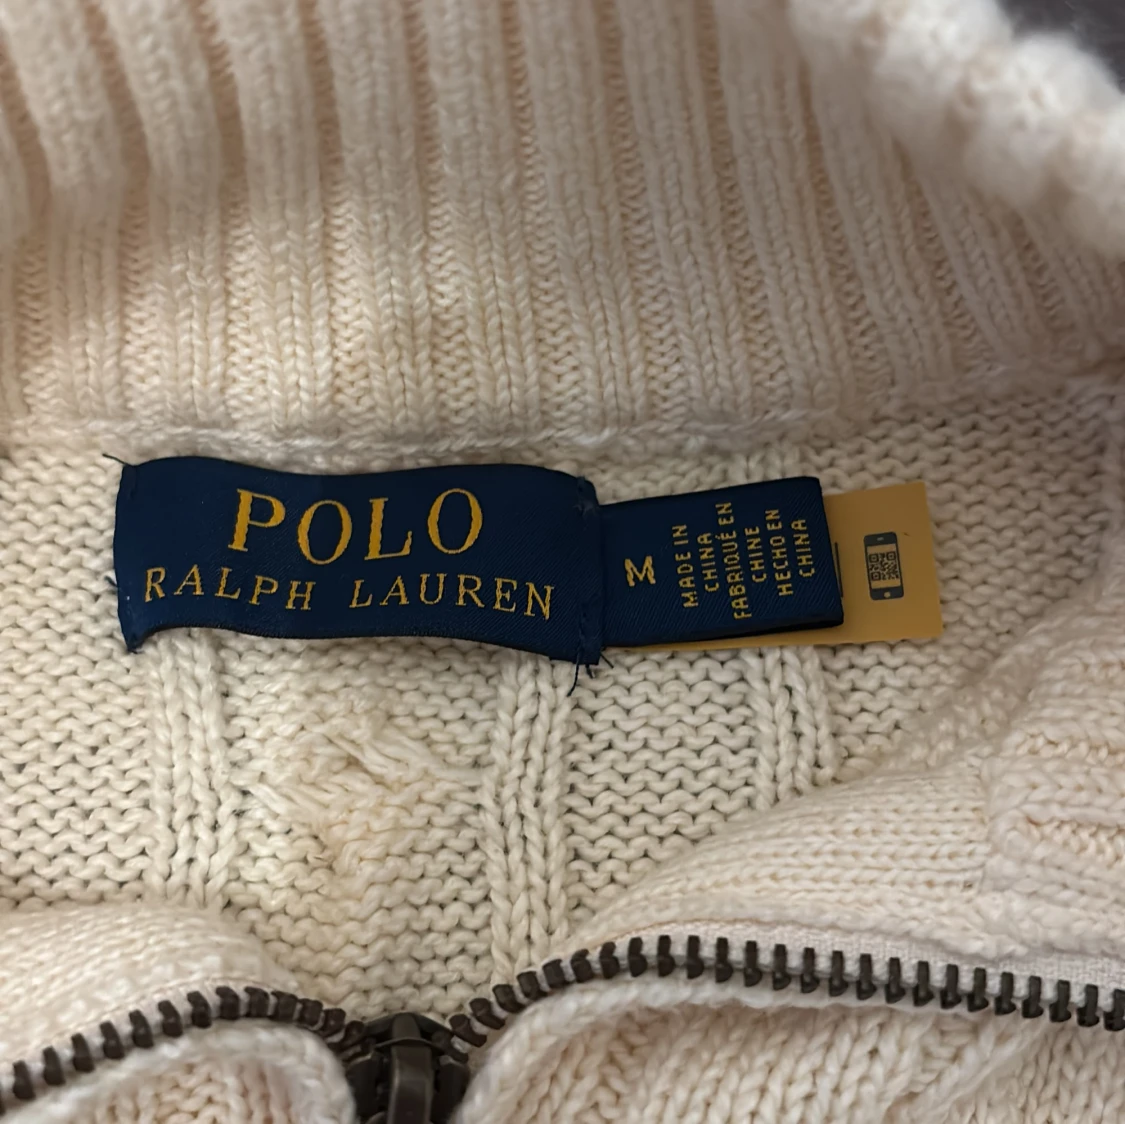 POLO
RALPH LAUREN
M
MADE IN
CHINA
FABRIQUÉ EN
CHINE
HECHO EN
CHINA